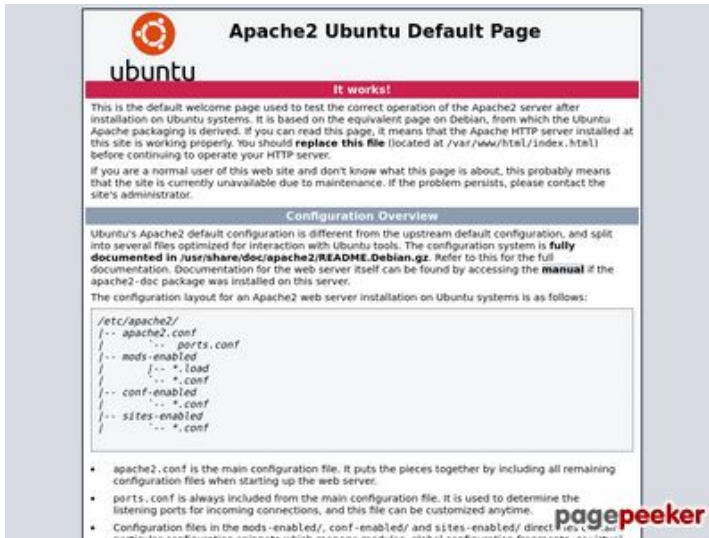 Apache2 Ubuntu Default Page
ubuntu
It works!
This is the default welcome page used to test the correct operation of the Apache2 server after
installation on Ubuntu systems. It is based on the equivalent page on Debian, from which the Ubuntu
Apache packaging is derived. If you can read this page, it means that the Apache HTTP server installed at
this site is working properly. You should replace this file (located at /var/www/html/index.html)
before continuing to operate your HTTP server.
If you are a normal user of this web site and don't know what this page is about, this probably means
that the site is currently unavailable due to maintenance. If the problem persists, please contact the
site's administrator.
Configuration Overview
Ubuntu's Apache2 default configuration is different from the upstream default configuration, and split
into several files optimized for interaction with Ubuntu tools. The configuration system is fully
documented in /usr/share/doc/apache2/README.Debian.gz. Refer to this for the full
documentation. Documentation for the web server itself can be found by accessing the manual if the
apache2-doc package was installed on this server.
The configuration layout for an Apache2 web server installation on Ubuntu systems is as follows:
/etc/apache2/
|-- apache2.conf
|       `--  ports.conf
|-- mods-enabled
|       |-- *.load
|       `-- *.conf
|-- conf-enabled
|       `-- *.conf
|-- sites-enabled
|       `-- *.conf
• apache2.conf is the main configuration file. It puts the pieces together by including all remaining
configuration files when starting up the web server.
• ports.conf is always included from the main configuration file. It is used to determine the
listening ports for incoming connections, and this file can be customized anytime.
• Configuration files in the mods-enabled/, conf-enabled/ and sites-enabled/
pagepeeker